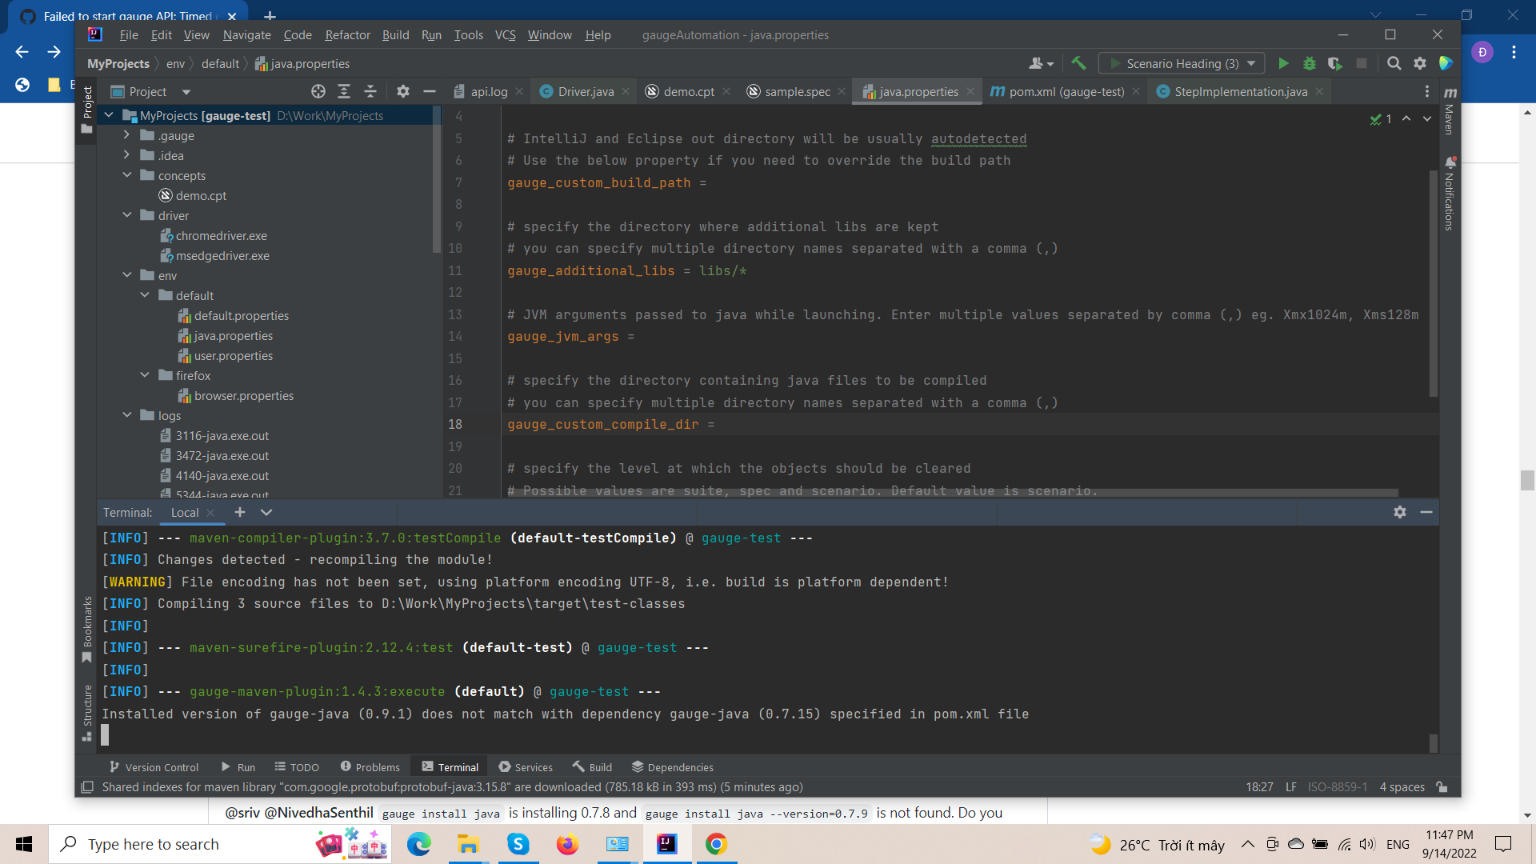 Failed to start gauge API: Timed
File Edit View Navigate Code Refactor Build Run Tools VCS Window Help gaugeAutomation - java.properties
MyProjects env default java.properties
Scenario Heading (3)
Project
api.log Driver.java demo.cpt sample.spec java.properties pom.xml (gauge-test) StepImplementation.java
Project
MyProjects [gauge-test] D:\Work\MyProjects
.gauge
.idea
concepts
demo.cpt
driver
chromedriver.exe
msedgedriver.exe
env
default
default.properties
java.properties
user.properties
firefox
browser.properties
logs
3116-java.exe.out
3472-java.exe.out
4140-java.exe.out
5344-java.exe.out
4
5 # IntelliJ and Eclipse out directory will be usually autodetected
6 # Use the below property if you need to override the build path
7 gauge_custom_build_path =
8
9 # specify the directory where additional libs are kept
10 # you can specify multiple directory names separated with a comma (,)
11 gauge_additional_libs = libs/*
12
13 # JVM arguments passed to java while launching. Enter multiple values separated by comma (,) eg. Xmx1024m, Xms128m
14 gauge_jvm_args =
15
16 # specify the directory containing java files to be compiled
17 # you can specify multiple directory names separated with a comma (,)
18 gauge_custom_compile_dir =
19
20 # specify the level at which the objects should be cleared
21 # Possible values are suite, spec and scenario. Default value is scenario.
1
Maven
Notifications
Terminal: Local
[INFO] --- maven-compiler-plugin:3.7.0:testCompile (default-testCompile) @ gauge-test ---
[INFO] Changes detected - recompiling the module!
[WARNING] File encoding has not been set, using platform encoding UTF-8, i.e. build is platform dependent!
[INFO] Compiling 3 source files to D:\Work\MyProjects\target\test-classes
[INFO]
[INFO] --- maven-surefire-plugin:2.12.4:test (default-test) @ gauge-test ---
[INFO]
[INFO] --- gauge-maven-plugin:1.4.3:execute (default) @ gauge-test ---
Installed version of gauge-java (0.9.1) does not match with dependency gauge-java (0.7.15) specified in pom.xml file
Bookmarks
Structure
Version Control Run TODO Problems Terminal Services Build Dependencies
Shared indexes for maven library "com.google.protobuf:protobuf-java:3.15.8" are downloaded (785.18 kB in 393 ms) (5 minutes ago)
18:27 LF ISO-8859-1 4 spaces
@sriv @NivedhaSenthil gauge install java is installing 0.7.8 and gauge install java --version=0.7.9 is not found. Do you
Type here to search
26°C Trời ít mây
ENG
11:47 PM
9/14/2022